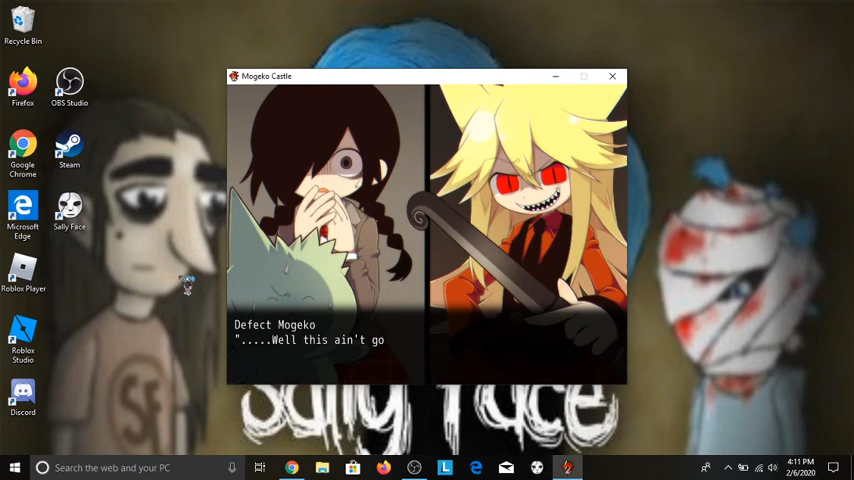 Recycle Bin
Firefox
OBS Studio
Google
Chrome
Steam
Microsoft
Edge
Sally Face
Roblox Player
Roblox
Studio
Discord
Mogeko Castle
Defect Mogeko
".....Well this ain't go
SF
Sally Face
Search the web and your PC
L
4:11 PM
2/6/2020